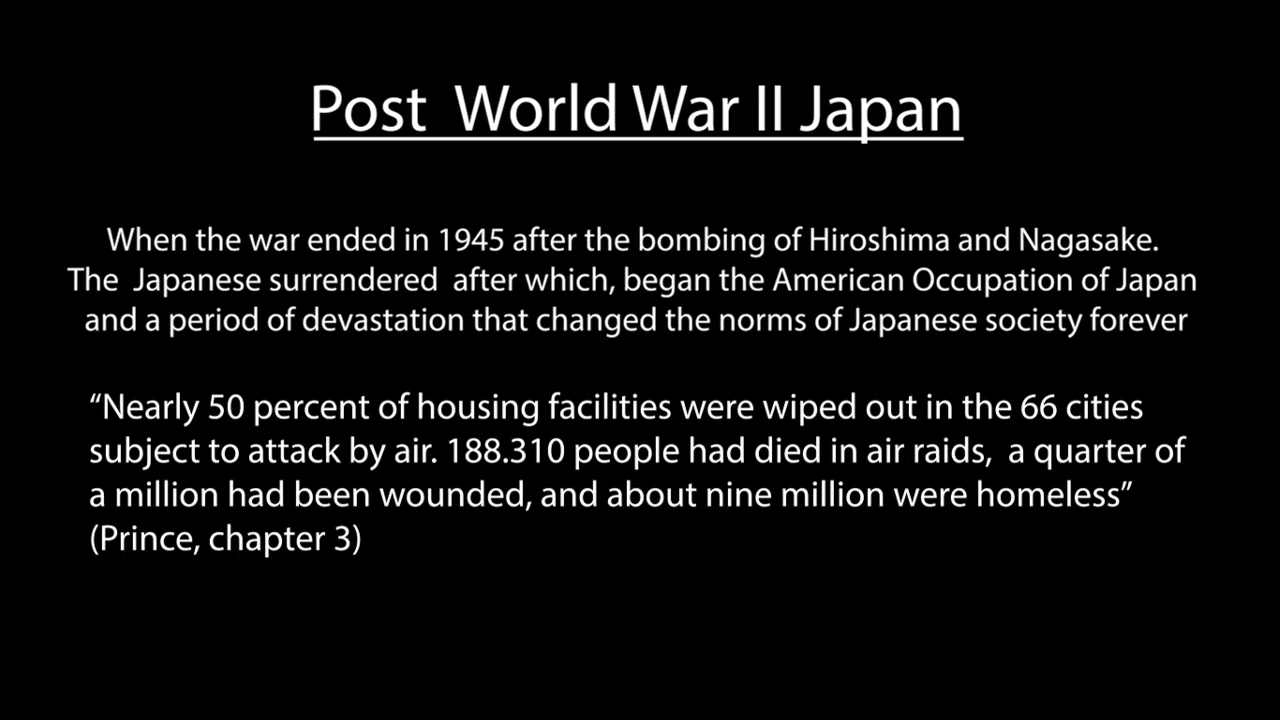 Post World War II Japan
When the war ended in 1945 after the bombing of Hiroshima and Nagasake.
The Japanese surrendered after which, began the American Occupation of Japan
and a period of devastation that changed the norms of Japanese society forever
“Nearly 50 percent of housing facilities were wiped out in the 66 cities
subject to attack by air. 188.310 people had died in air raids, a quarter of
a million had been wounded, and about nine million were homeless”
(Prince, chapter 3)